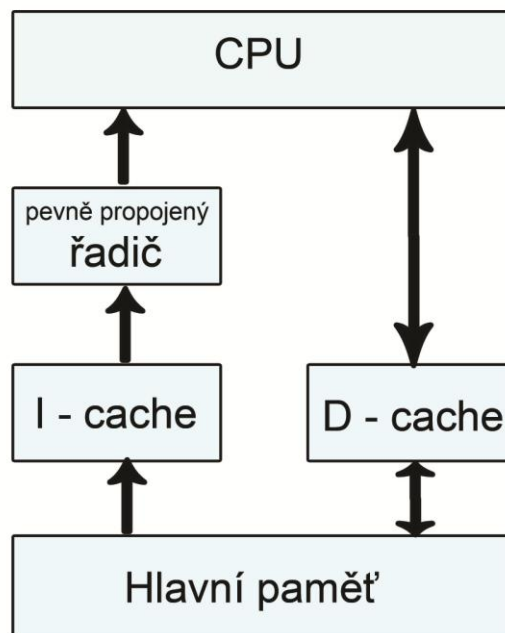 CPU
pevně propojený
řadič
I - cache
D - cache
Hlavní paměť